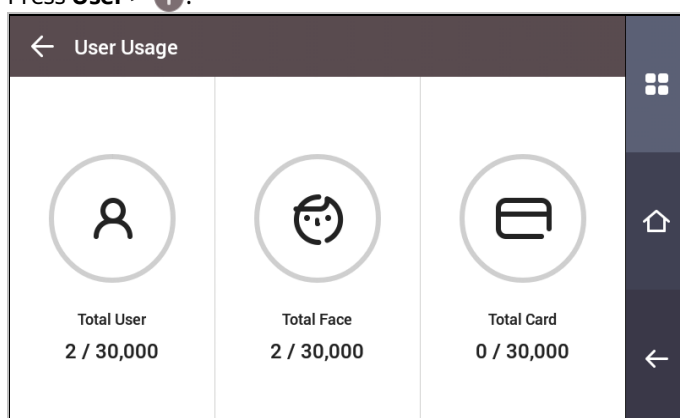 Press User >
User Usage
Total User
2 / 30,000
Total Face
2 / 30,000
Total Card
0 / 30,000